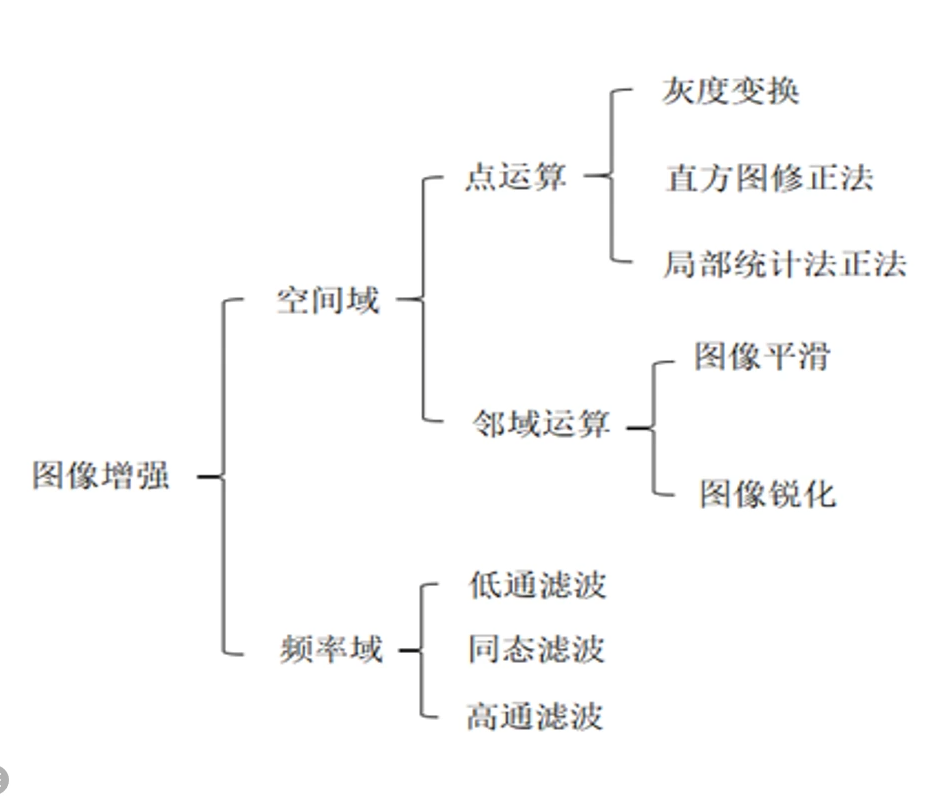 灰度变换
点运算
直方图修正法
局部统计法正法
空间域
图像平滑
邻域运算
图像增强
图像锐化
低通滤波
频率域
同态滤波
高通滤波